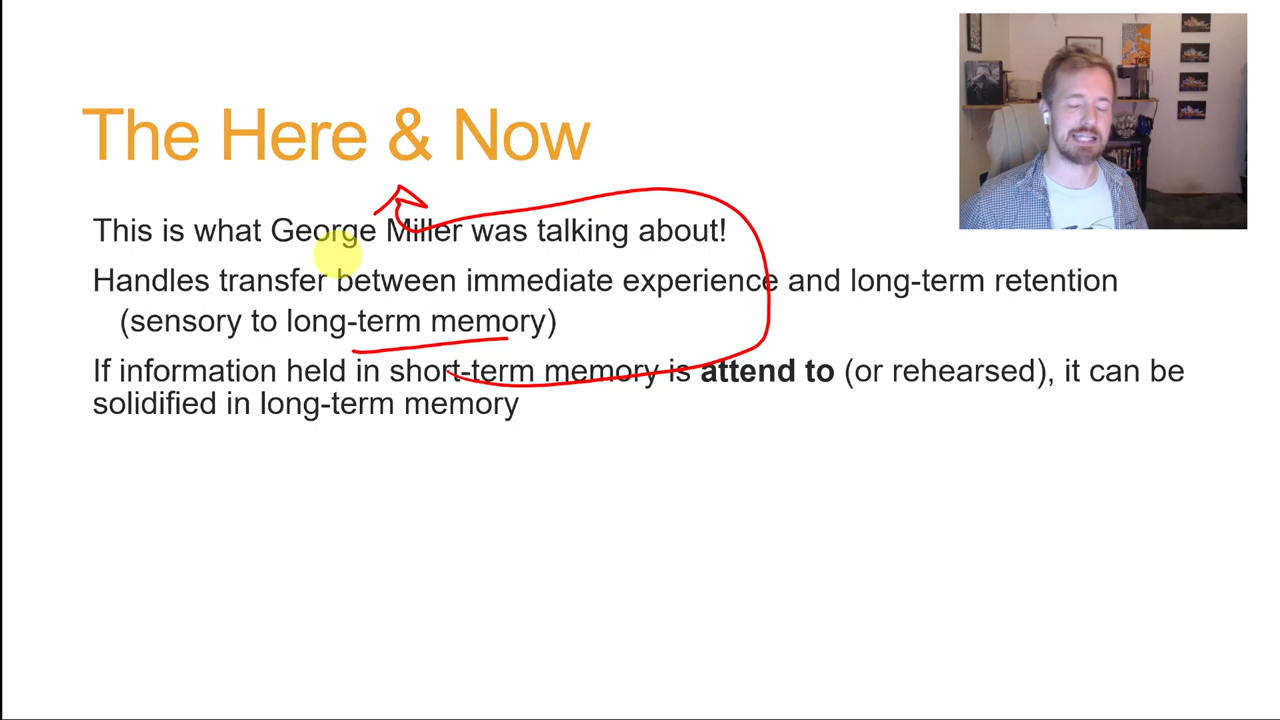 The Here & Now
This is what George Miller was talking about!
Handles transfer between immediate experience and long-term retention
(sensory to long-term memory)
If information held in short-term memory is attend to (or rehearsed), it can be
solidified in long-term memory
TAPE